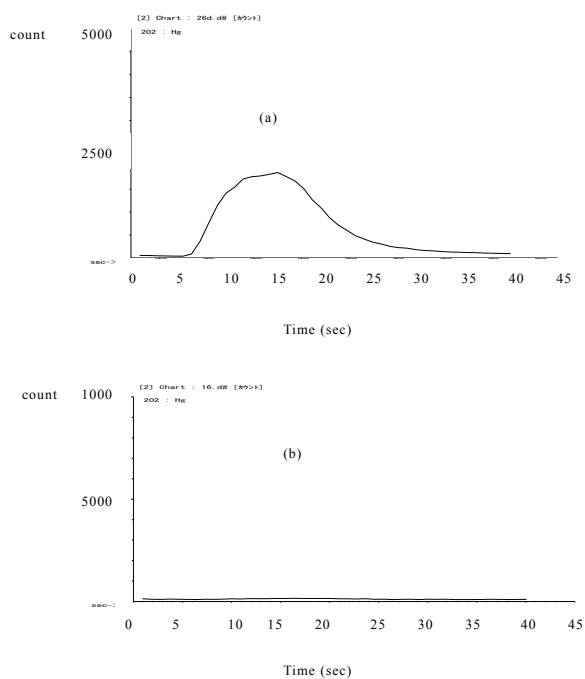 [2] Chart : 26d. d# [カウント]
202 : Hg
count 5000
(a)
2500
sec->
0 5 10 15 20 25 30 35 40 45
Time (sec)
[2] Chart : 16. d# [カウント]
202 : Hg
count 1000
(b)
5000
sec-
0 5 10 15 20 25 30 35 40 45
Time (sec)